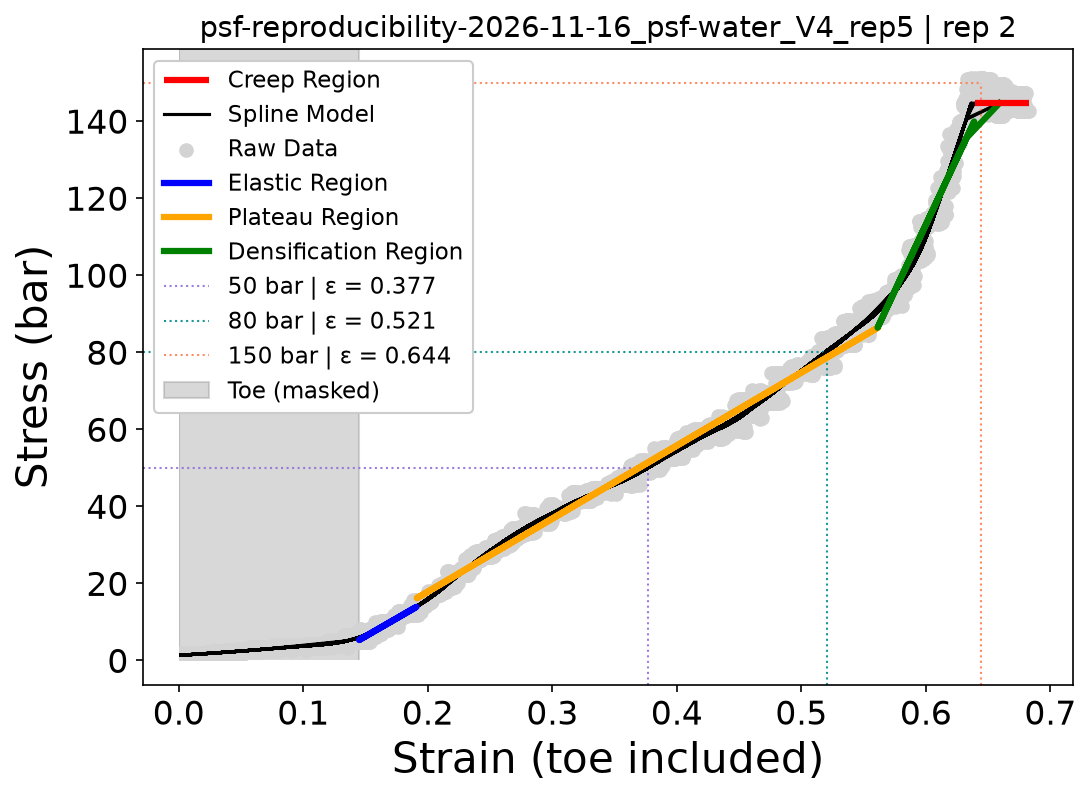 psf-reproducibility-2026-11-16_psf-water_V4_rep5 | rep 2
Creep Region
Spline Model
Raw Data
Elastic Region
Plateau Region
Densification Region
50 bar | ε = 0.377
80 bar | ε = 0.521
150 bar | ε = 0.644
Toe (masked)
Stress (bar)
140
120
100
80
60
40
20
0
0.0 0.1 0.2 0.3 0.4 0.5 0.6 0.7
Strain (toe included)